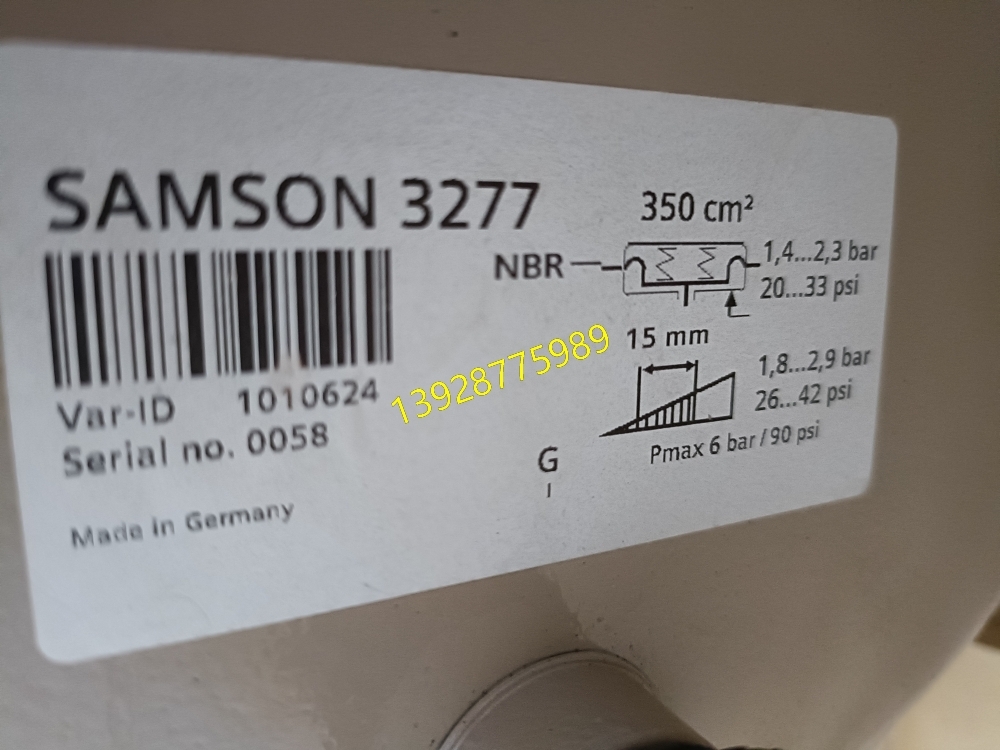 SAMSON 3277
350 cm²
NBR
1,4...2,3 bar
20...33 psi
15 mm
1,8...2,9 bar
26...42 psi
Pmax 6 bar / 90 psi
Var-ID 1010624
Serial no. 0058
G
I
Made in Germany
13928775989